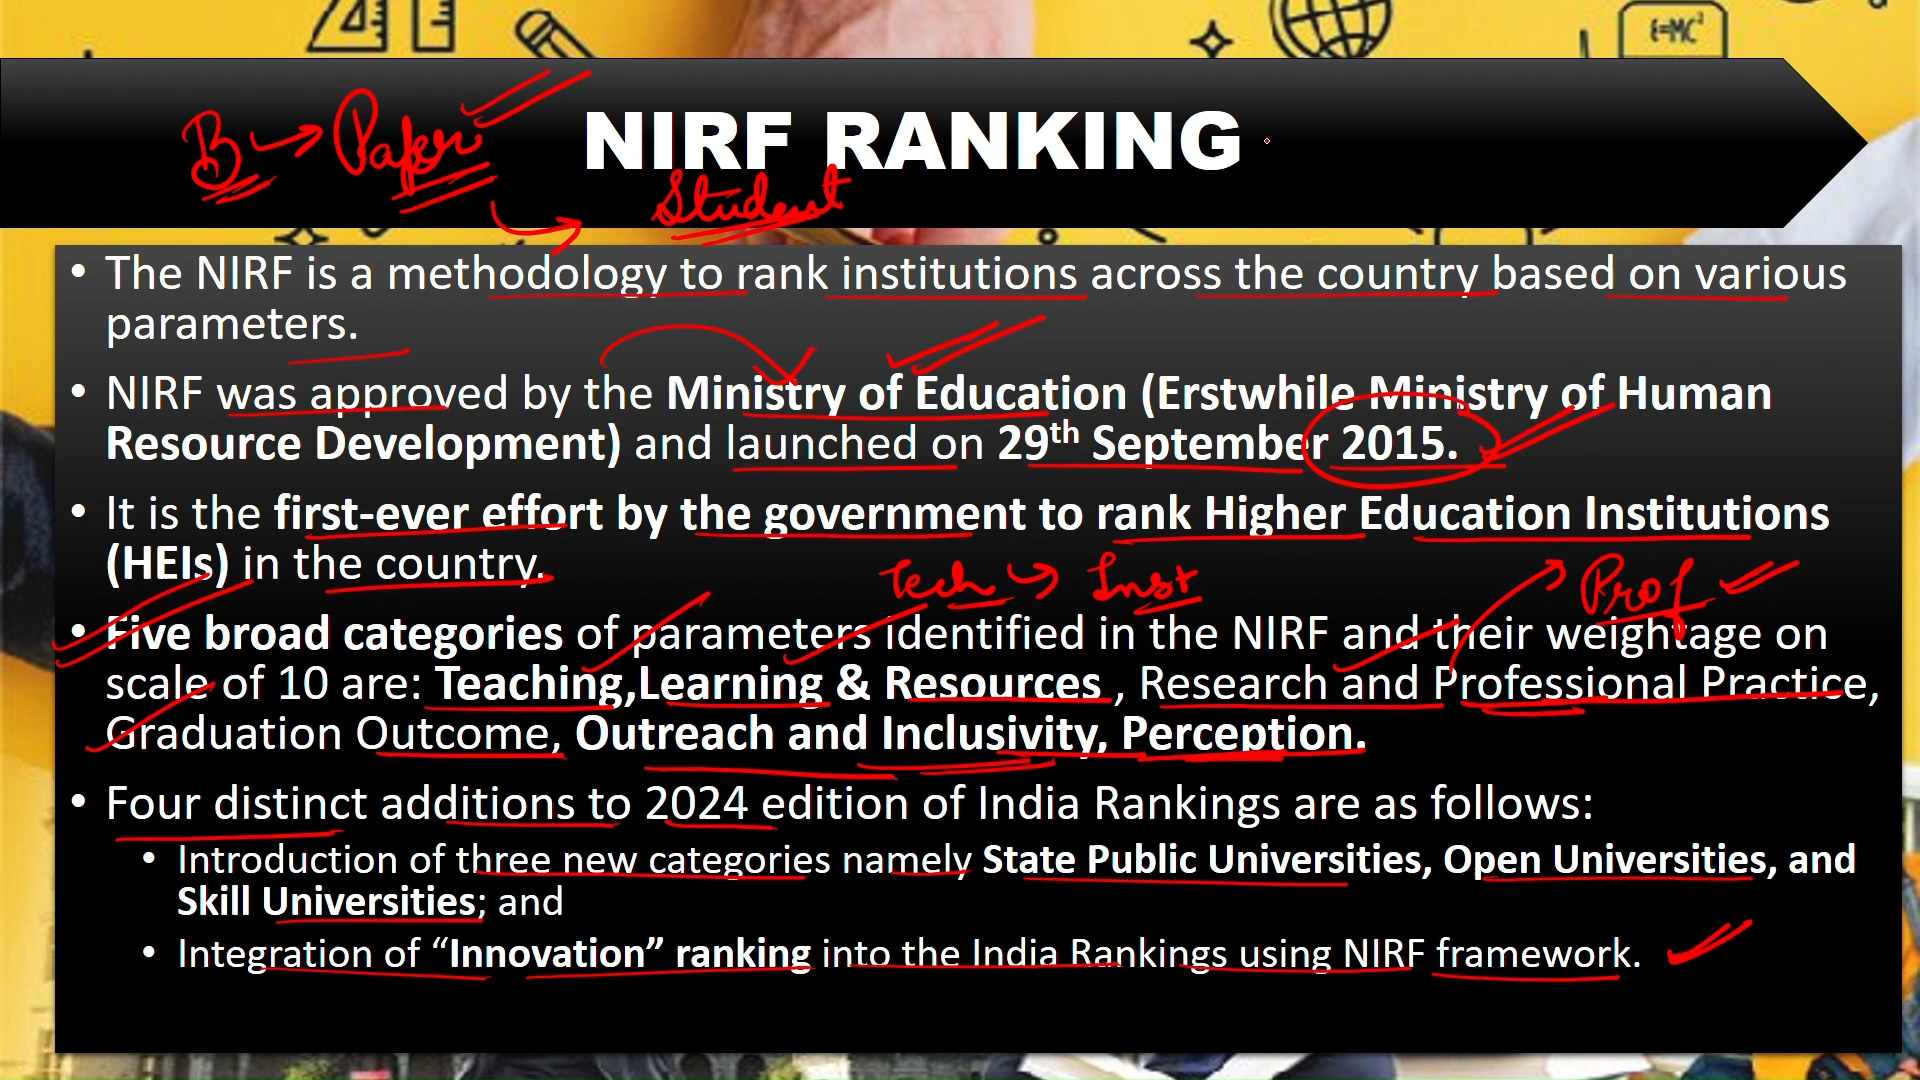 E=MC²
B → Paper
NIRF RANKING
Student
• The NIRF is a methodology to rank institutions across the country based on various
parameters.
• NIRF was approved by the Ministry of Education (Erstwhile Ministry of Human
Resource Development) and launched on 29th September 2015.
• It is the first-ever effort by the government to rank Higher Education Institutions
(HEIs) in the country.
Tech → Inst
Prof
• Five broad categories of parameters identified in the NIRF and their weightage on
scale of 10 are: Teaching,Learning & Resources , Research and Professional Practice,
Graduation Outcome, Outreach and Inclusivity, Perception.
• Four distinct additions to 2024 edition of India Rankings are as follows:
• Introduction of three new categories namely State Public Universities, Open Universities, and
Skill Universities; and
• Integration of “Innovation” ranking into the India Rankings using NIRF framework.